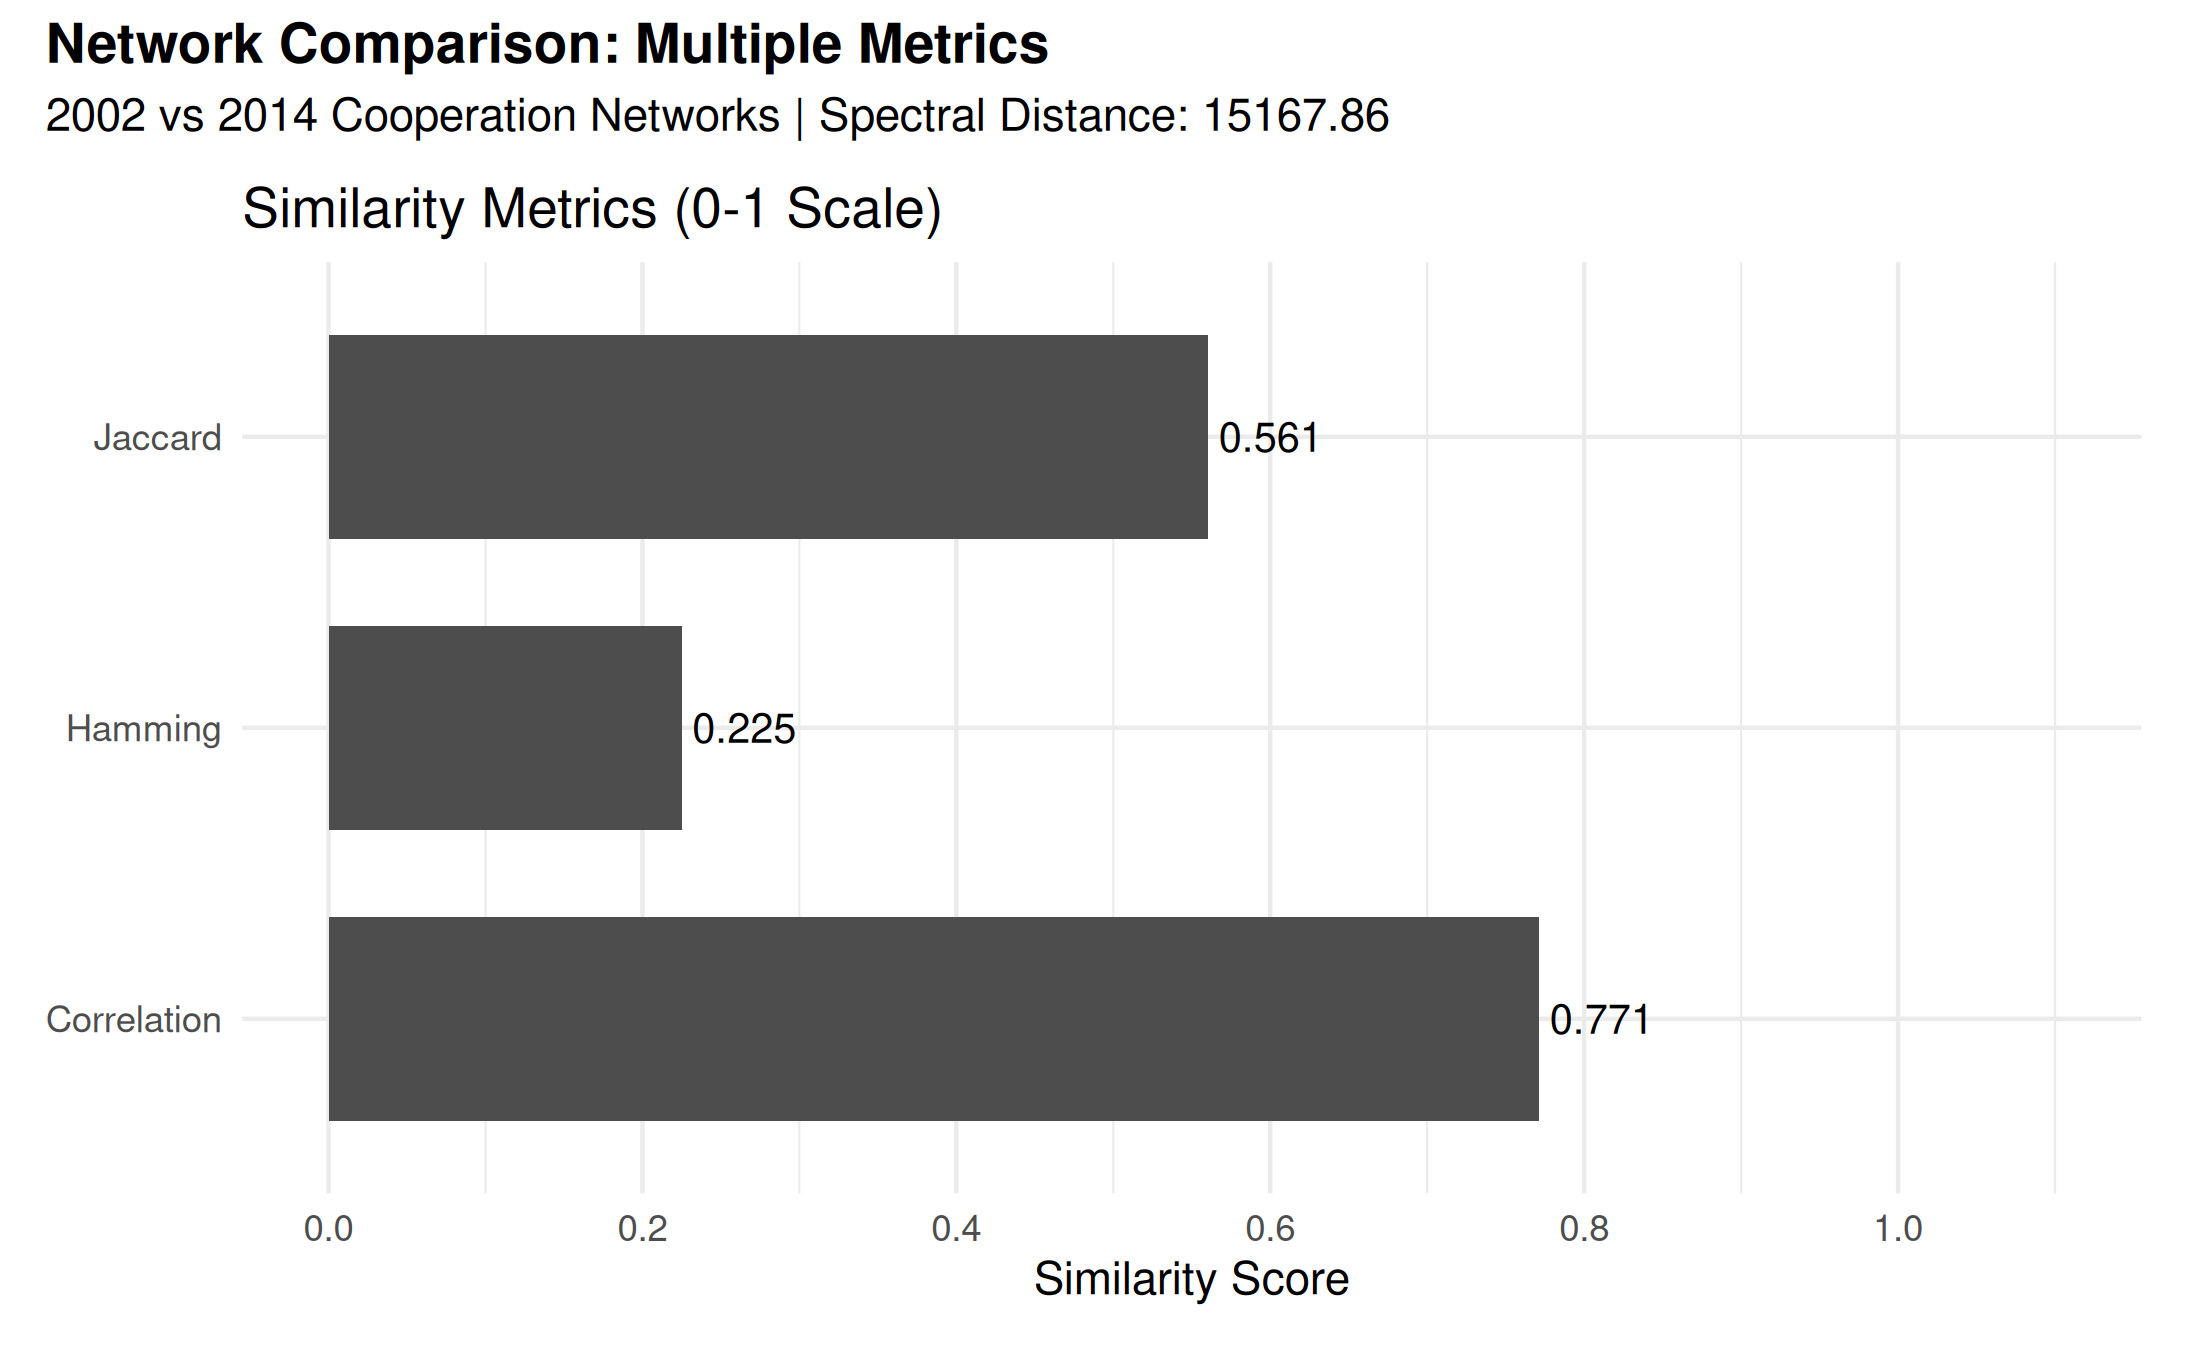 Network Comparison: Multiple Metrics
2002 vs 2014 Cooperation Networks | Spectral Distance: 15167.86
Similarity Metrics (0-1 Scale)
Jaccard
0.561
Hamming
0.225
Correlation
0.771
0.0 0.2 0.4 0.6 0.8 1.0
Similarity Score